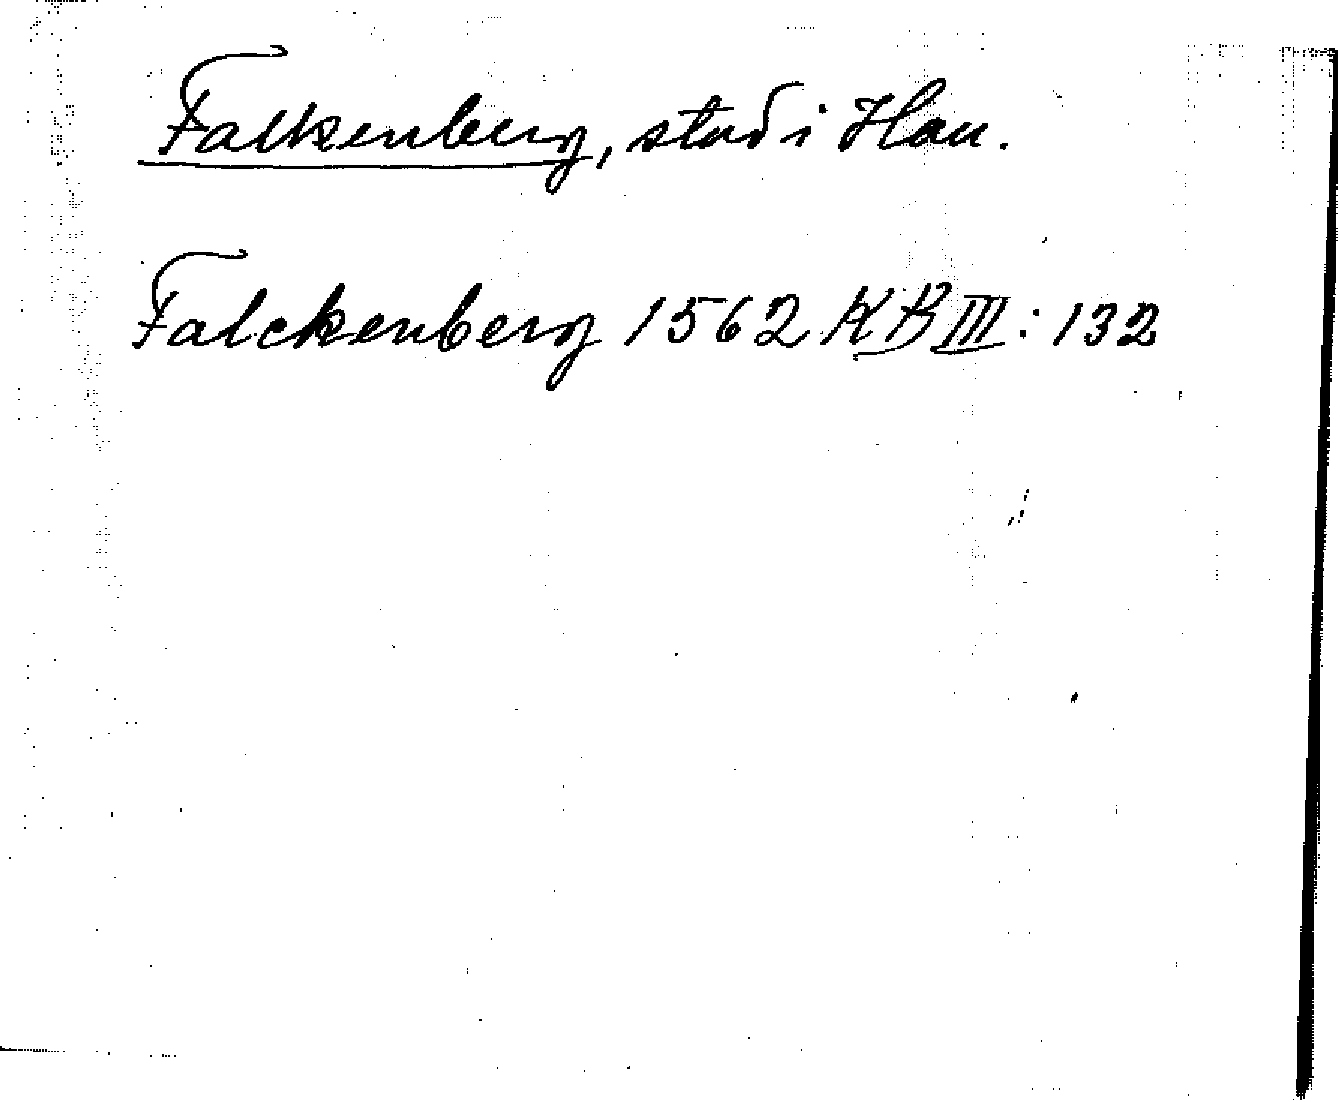 Falkenberg, stad i Hall.
Falckenberg 1562 KB III: 132